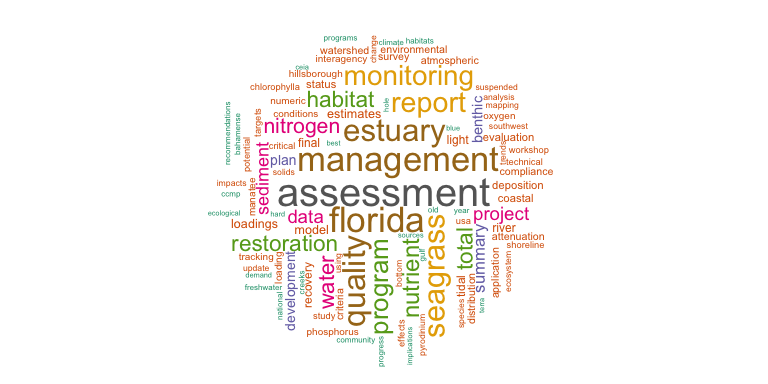 programs
climate habitats
change
watershed environmental
interagency survey atmospheric
ceia
hillsborough monitoring
status
chlorophylla suspended
numeric habitat hole report analysis
mapping
conditions estimates benthic oxygen
targets nitrogen estuary blue southwest
recommendations
bahamense
potential
critical final best light evaluation
trends workshop
plan management technical
solids compliance
sediment
impacts assessment deposition
ccmp manatee coastal
ecological hard data florida old year project
loadings model usa river
sources attenuation
restoration quality program nutrient gulf seagrass total summary shoreline
tracking using
update loading development water bottom
demand creeks recovery
freshwater
national criteria
species tidal distribution terra application ecosystem
study
phosphorus effects pyrodinium
community
progress implications